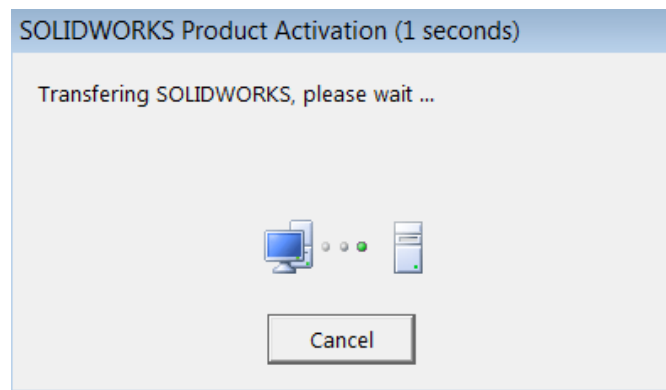 SOLIDWORKS Product Activation (1 seconds)
Transfering SOLIDWORKS, please wait ...
Cancel